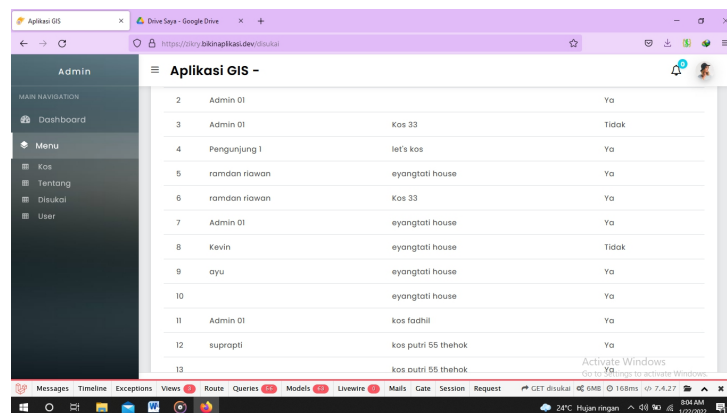 Aplikasi GIS
Drive Saya - Google Drive
https://zikry.bikinaplikasi.dev/disukai
Admin
Aplikasi GIS -
0
MAIN NAVIGATION
Dashboard
Menu
Kos
Tentang
Disukai
User
2 Admin 01 Ya
3 Admin 01 Kos 33 Tidak
4 Pengunjung 1 let's kos Ya
5 ramdan riawan eyangtati house Ya
6 ramdan riawan Kos 33 Ya
7 Admin 01 eyangtati house Ya
8 Kevin eyangtati house Tidak
9 ayu eyangtati house Ya
10 eyangtati house Ya
11 Admin 01 kos fadhil Ya
12 suprapti kos putri 55 thehok Ya
13 kos putri 55 thehok Ya
Activate Windows
Go to Settings to activate Windows.
Messages Timeline Exceptions Views Route Queries Models Livewire Mails Gate Session Request GET disukai 6MB 168ms 7.4.27
24°C Hujan ringan 8:04 AM
1/22/2022